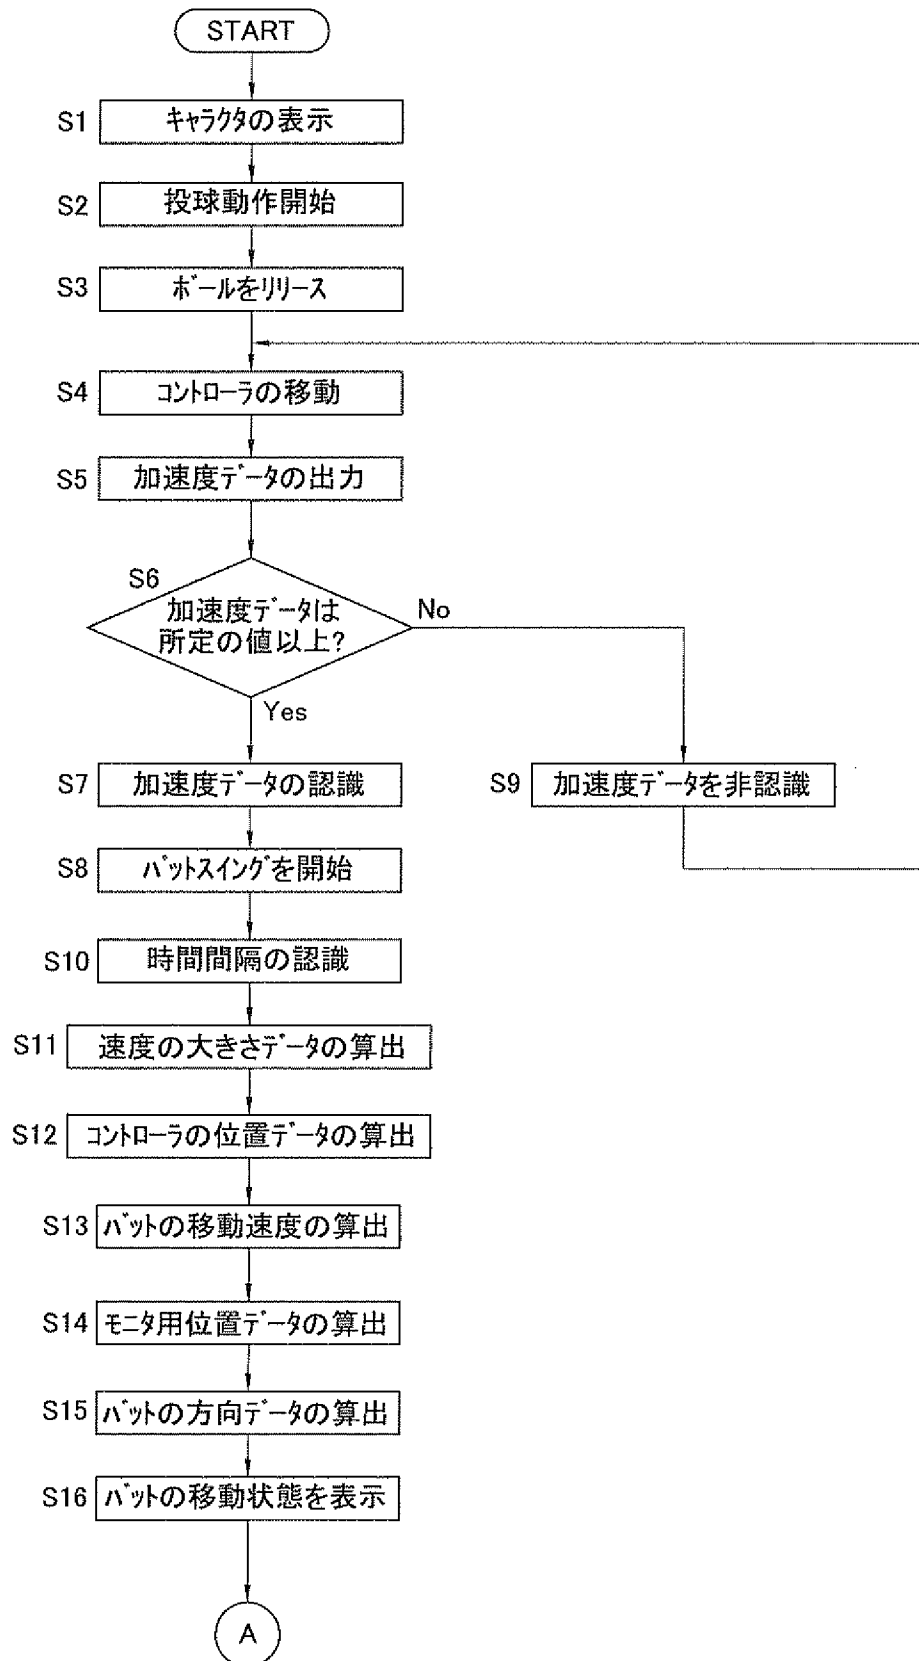 START
S1 キャラクタの表示
S2 投球動作開始
S3 ボールをリリース
S4 コントローラの移動
S5 加速度データの出力
S6
加速度データは
所定の値以上?
No
Yes
S7 加速度データの認識
S9 加速度データを非認識
S8 バットスイングを開始
S10 時間間隔の認識
S11 速度の大きさデータの算出
S12 コントローラの位置データの算出
S13 バットの移動速度の算出
S14 モニタ用位置データの算出
S15 バットの方向データの算出
S16 バットの移動状態を表示
A